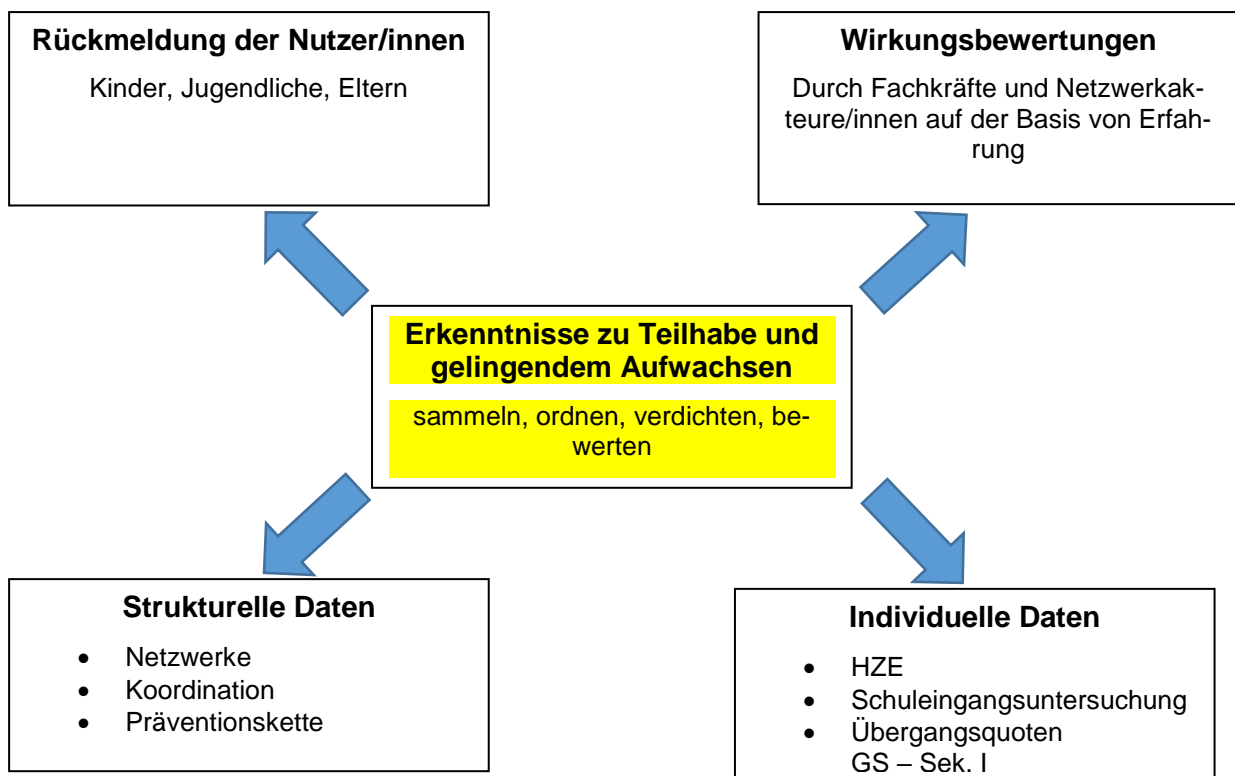 Rückmeldung der Nutzer/innen
Kinder, Jugendliche, Eltern
Wirkungsbewertungen
Durch Fachkräfte und Netzwerkak-
teure/innen auf der Basis von Erfah-
rung
Erkenntnisse zu Teilhabe und
gelingendem Aufwachsen
sammeln, ordnen, verdichten, be-
werten
Strukturelle Daten
• Netzwerke
• Koordination
• Präventionskette
Individuelle Daten
• HZE
• Schuleingangsuntersuchung
• Übergangsquoten
GS – Sek. I